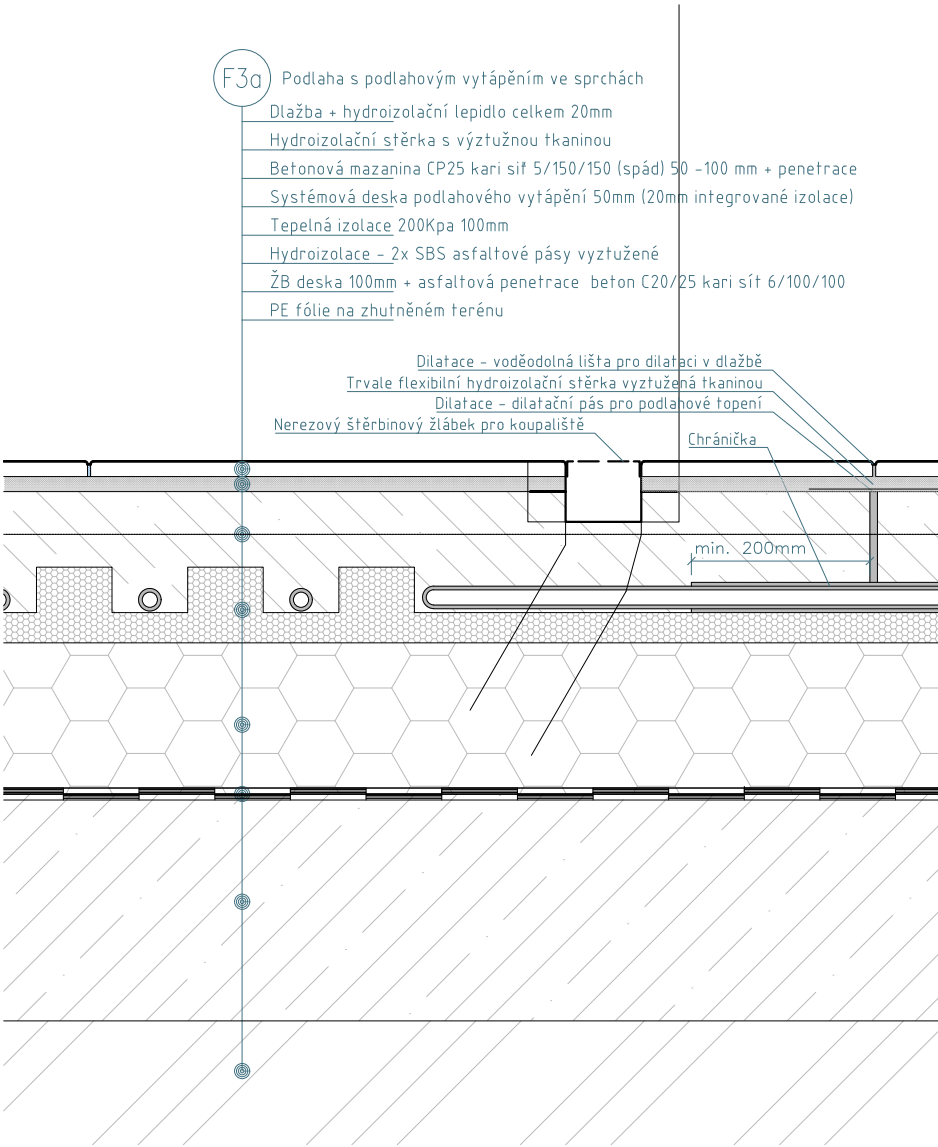 F3a
Podlaha s podlahovým vytápěním ve sprchách
Dlažba + hydroizolační lepidlo celkem 20mm
Hydroizolační stěrka s výztužnou tkaninou
Betonová mazanina CP25 kari síť 5/150/150 (spád) 50 -100 mm + penetrace
Systémová deska podlahového vytápění 50mm (20mm integrované izolace)
Tepelná izolace 200Kpa 100mm
Hydroizolace - 2x SBS asfaltové pásy vyztužené
ŽB deska 100mm + asfaltová penetrace beton C20/25 kari sít 6/100/100
PE fólie na zhutněném terénu
Dilatace - voděodolná lišta pro dilataci v dlažbě
Trvale flexibilní hydroizolační stěrka vyztužená tkaninou
Dilatace - dilatační pás pro podlahové topení
Nerezový štěrbinový žlábek pro koupaliště
Chránička
min. 200mm